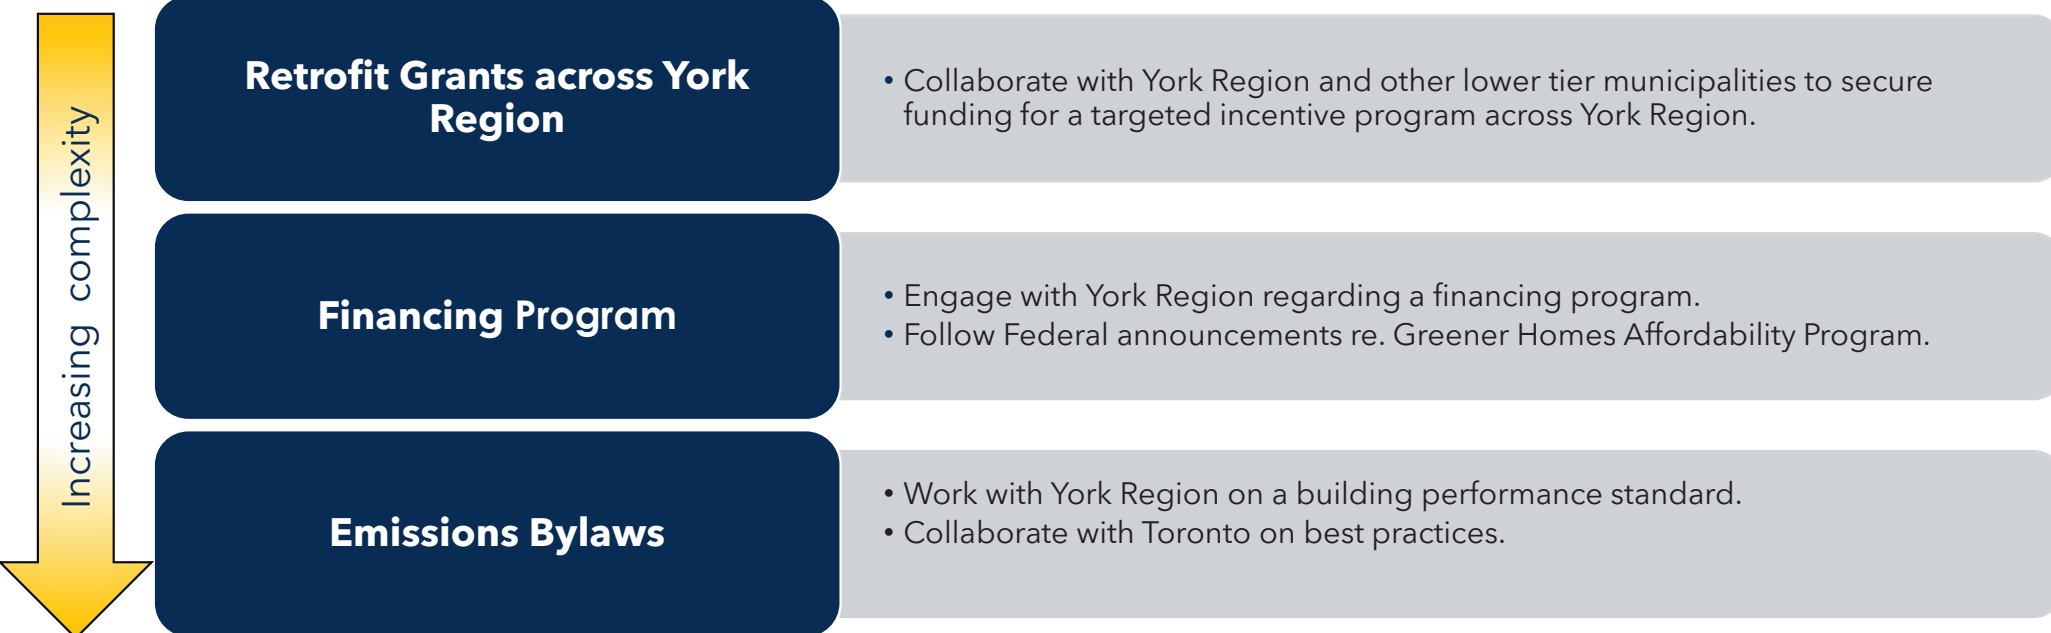 Increasing complexity
Retrofit Grants across York
Region
• Collaborate with York Region and other lower tier municipalities to secure
funding for a targeted incentive program across York Region.
Financing Program
• Engage with York Region regarding a financing program.
• Follow Federal announcements re. Greener Homes Affordability Program.
Emissions Bylaws
• Work with York Region on a building performance standard.
• Collaborate with Toronto on best practices.